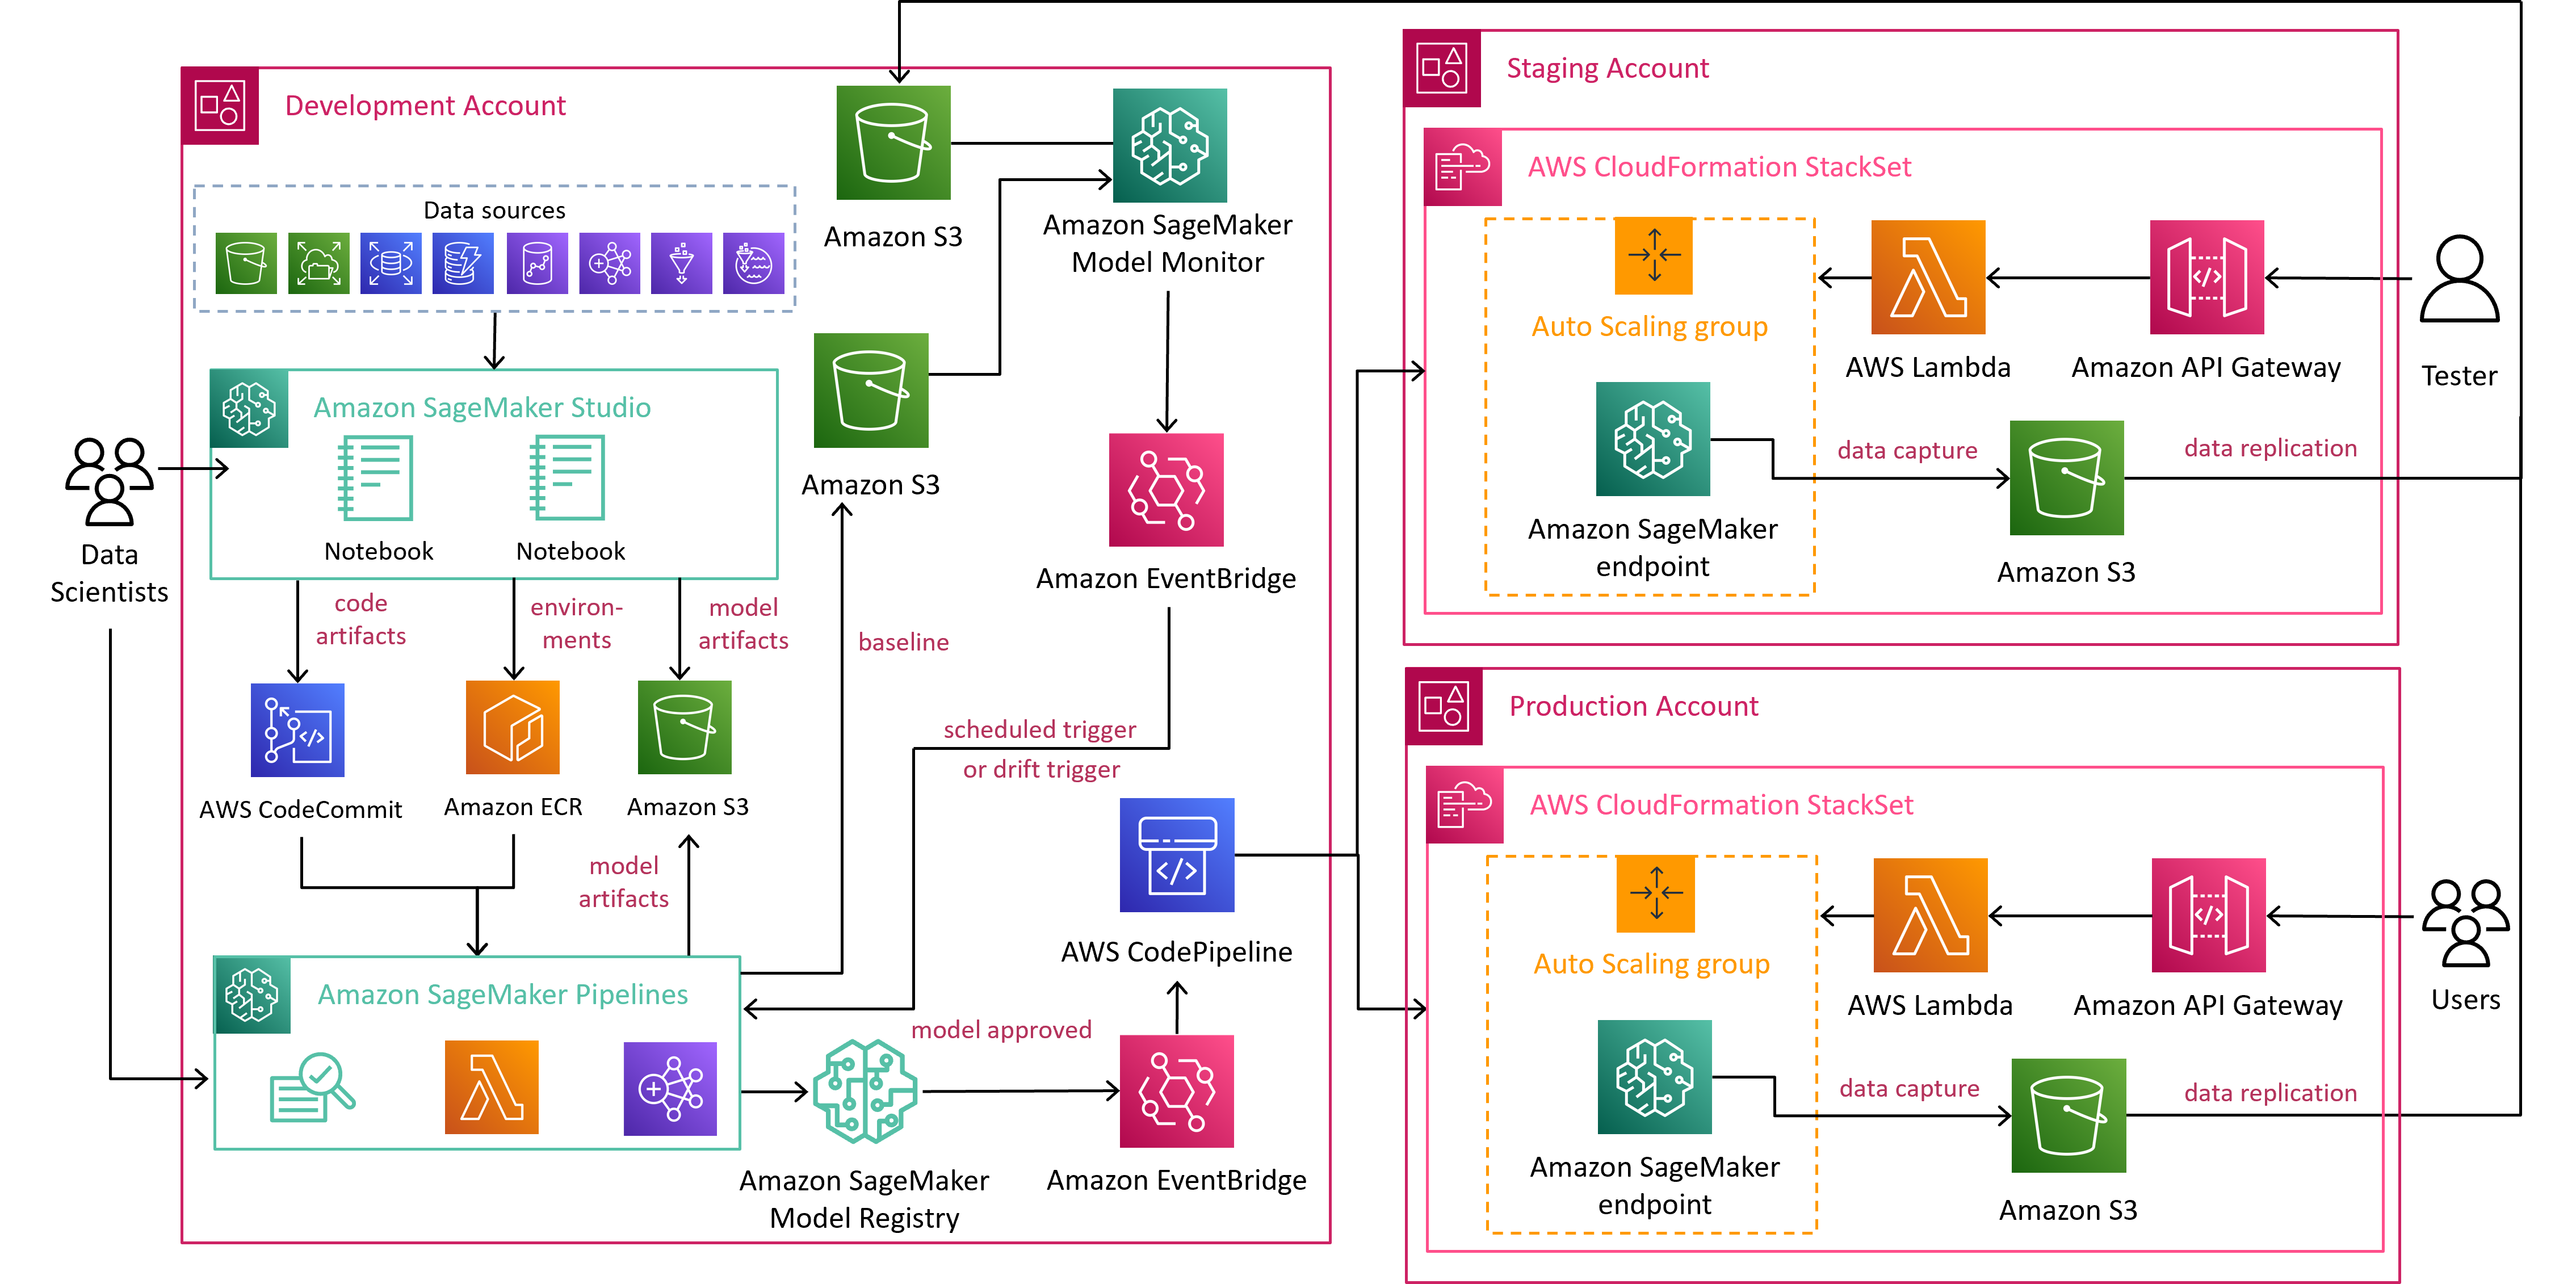 Development Account
Data sources
Amazon S3
Amazon SageMaker
Model Monitor
Amazon SageMaker Studio
Notebook
Notebook
Amazon S3
Data
Scientists
code
artifacts
environ-
ments
model
artifacts
baseline
Amazon EventBridge
scheduled trigger
or drift trigger
AWS CodeCommit
Amazon ECR
Amazon S3
model
artifacts
AWS CodePipeline
Amazon SageMaker Pipelines
model approved
Amazon SageMaker
Model Registry
Amazon EventBridge
Staging Account
AWS CloudFormation StackSet
Auto Scaling group
AWS Lambda
Amazon API Gateway
Tester
Amazon SageMaker
endpoint
data capture
data replication
Amazon S3
Production Account
AWS CloudFormation StackSet
Auto Scaling group
AWS Lambda
Amazon API Gateway
Users
Amazon SageMaker
endpoint
data capture
data replication
Amazon S3